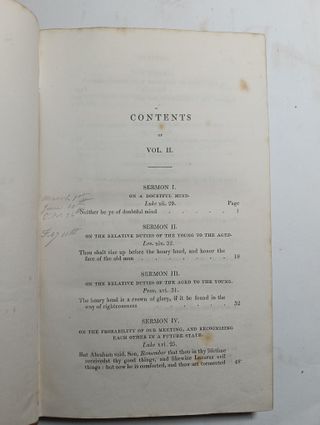 CONTENTS
OF
VOL. II.
SERMON I.
ON A DOUBTFUL MIND.
Luke xii. 29. Page
Neither be ye of doubtful mind . . . . . . 1
SERMON II.
ON THE RELATIVE DUTIES OF THE YOUNG TO THE AGED.
Lev. xix. 32.
Thou shalt rise up before the hoary head, and honor the
face of the old man . . . . . . . 18
SERMON III.
ON THE RELATIVE DUTIES OF THE AGED TO THE YOUNG.
Prov. xvi. 31.
The hoary head is a crown of glory, if it be found in the
way of righteousness . . . . . . . 32
SERMON IV.
ON THE PROBABILITY OF OUR MEETING, AND RECOGNIZING
EACH OTHER IN A FUTURE STATE.
Luke xvi. 25.
But Abraham said, Son, Remember that thou in thy lifetime
receivedst thy good things, and likewise Lazarus evil
things: but now he is comforted, and thou art tormented 48